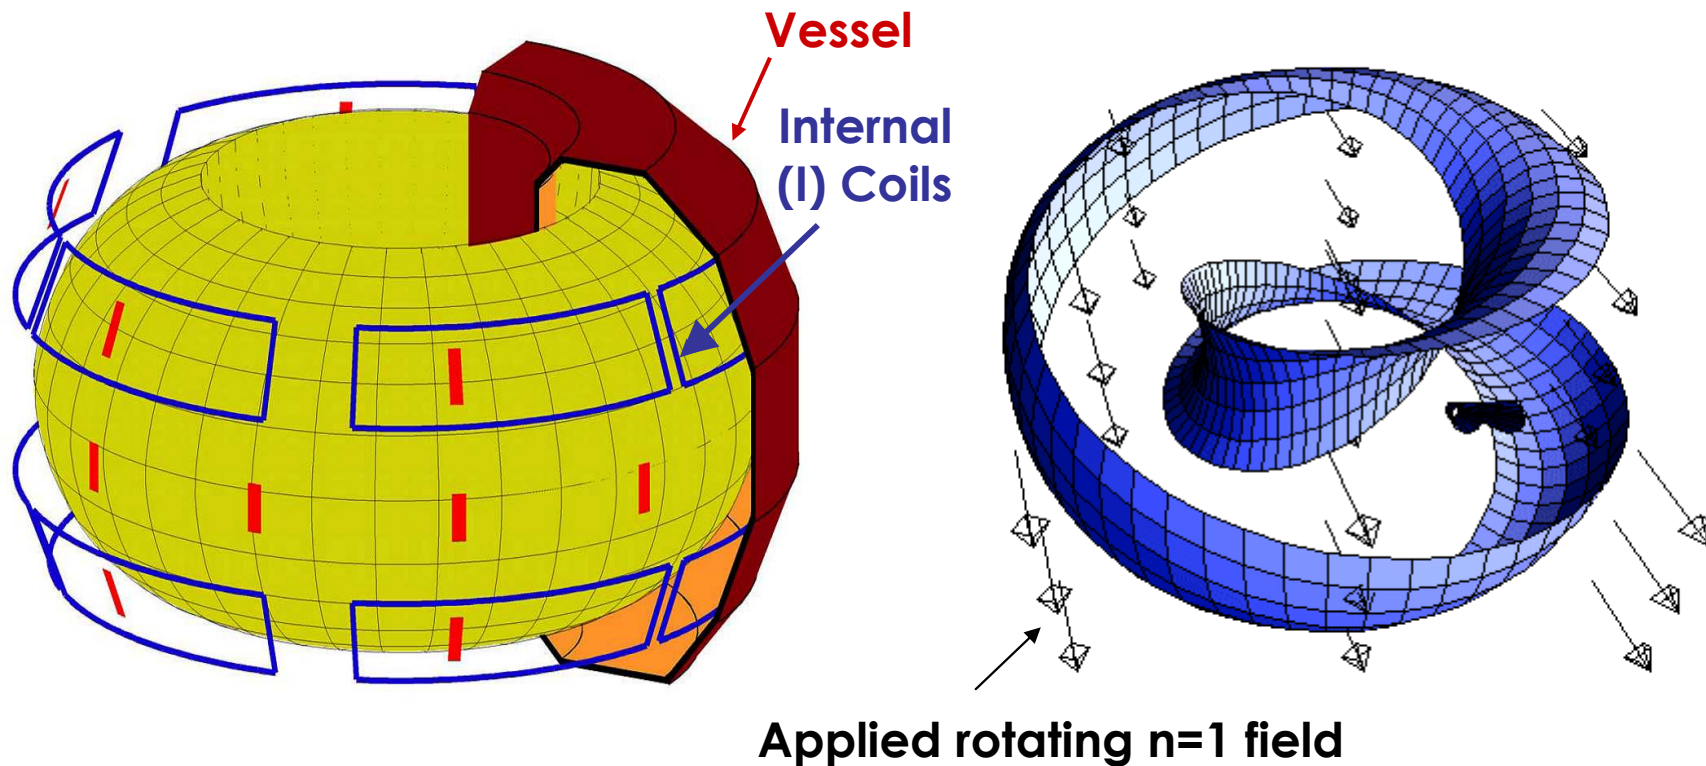 Vessel
Internal
(I) Coils
Applied rotating n=1 field